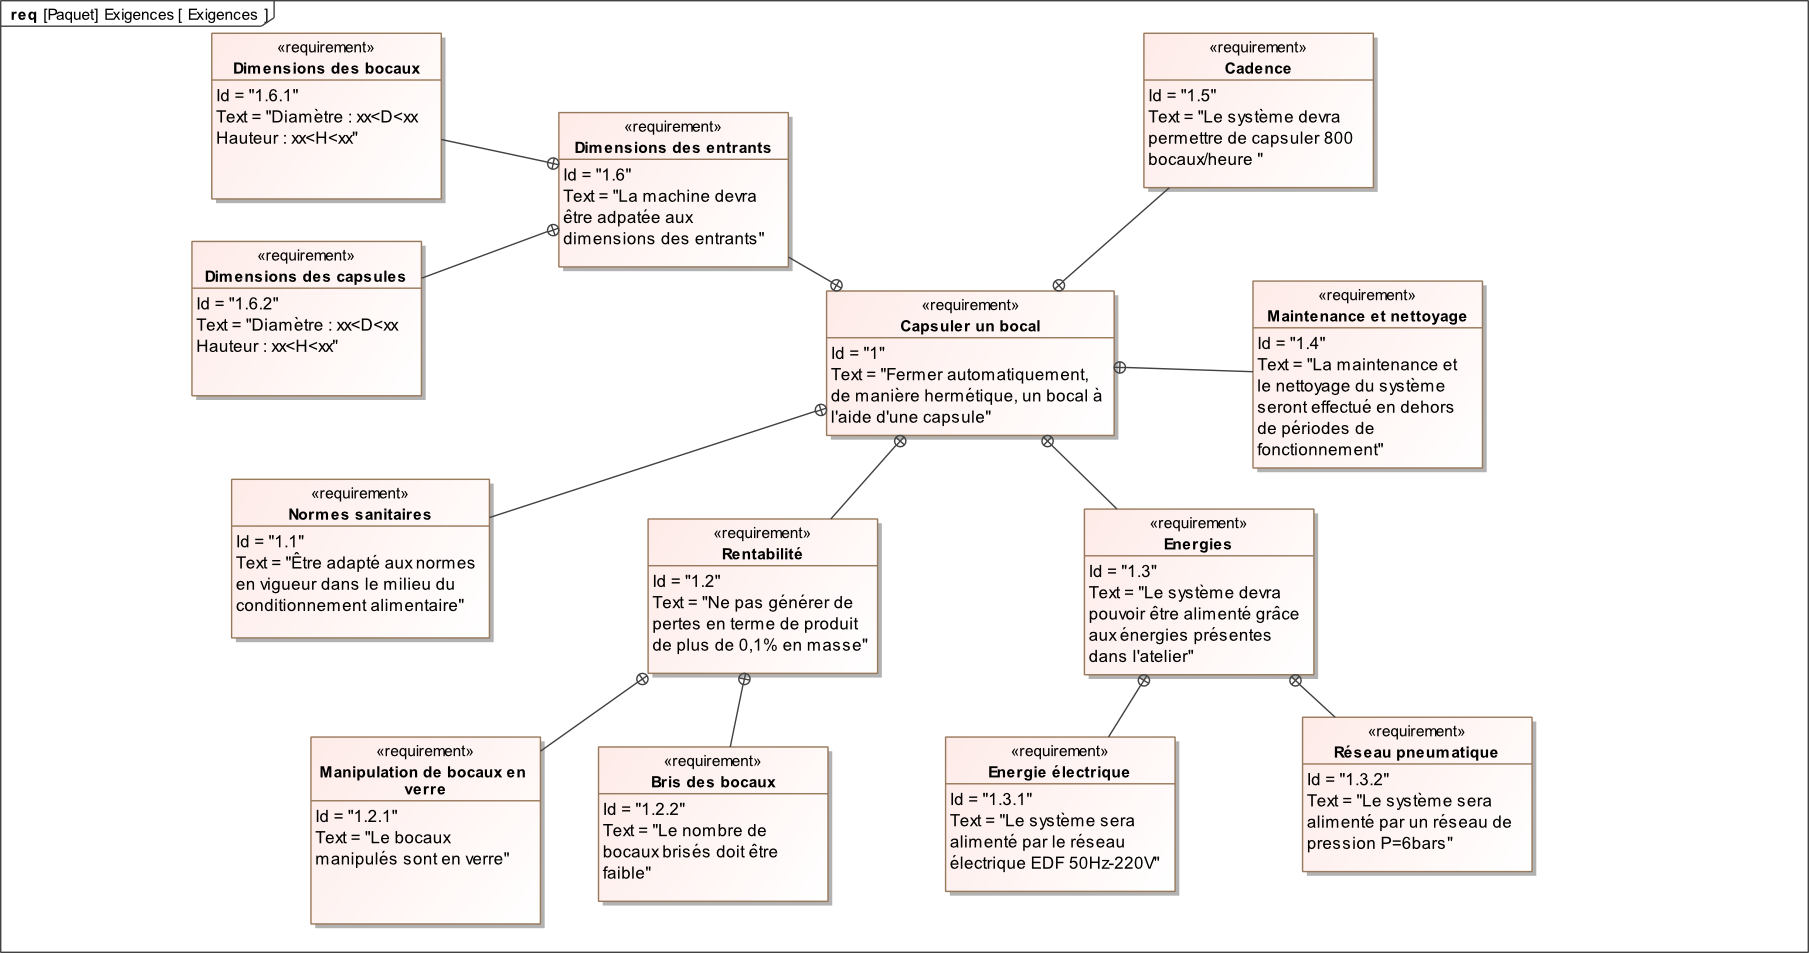 req [Paquet] Exigences [ Exigences ]
«requirement»
Dimensions des bocaux
Id = "1.6.1"
Text = "Diamètre : xx<D<xx
Hauteur : xx<H<xx"
«requirement»
Cadence
Id = "1.5"
Text = "Le système devra
permettre de capsuler 800
bocaux/heure "
«requirement»
Dimensions des entrants
Id = "1.6"
Text = "La machine devra
être adpatée aux
dimensions des entrants"
«requirement»
Dimensions des capsules
Id = "1.6.2"
Text = "Diamètre : xx<D<xx
Hauteur : xx<H<xx"
«requirement»
Capsuler un bocal
Id = "1"
Text = "Fermer automatiquement,
de manière hermétique, un bocal à
l'aide d'une capsule"
«requirement»
Maintenance et nettoyage
Id = "1.4"
Text = "La maintenance et
le nettoyage du système
seront effectué en dehors
de périodes de
fonctionnement"
«requirement»
Normes sanitaires
Id = "1.1"
Text = "Être adapté aux normes
en vigueur dans le milieu du
conditionnement alimentaire"
«requirement»
Rentabilité
Id = "1.2"
Text = "Ne pas générer de
pertes en terme de produit
de plus de 0,1% en masse"
«requirement»
Energies
Id = "1.3"
Text = "Le système devra
pouvoir être alimenté grâce
aux énergies présentes
dans l'atelier"
«requirement»
Manipulation de bocaux en
verre
Id = "1.2.1"
Text = "Le bocaux
manipulés sont en verre"
«requirement»
Bris des bocaux
Id = "1.2.2"
Text = "Le nombre de
bocaux brisés doit être
faible"
«requirement»
Energie électrique
Id = "1.3.1"
Text = "Le système sera
alimenté par le réseau
électrique EDF 50Hz-220V"
«requirement»
Réseau pneumatique
Id = "1.3.2"
Text = "Le système sera
alimenté par un réseau de
pression P=6bars"